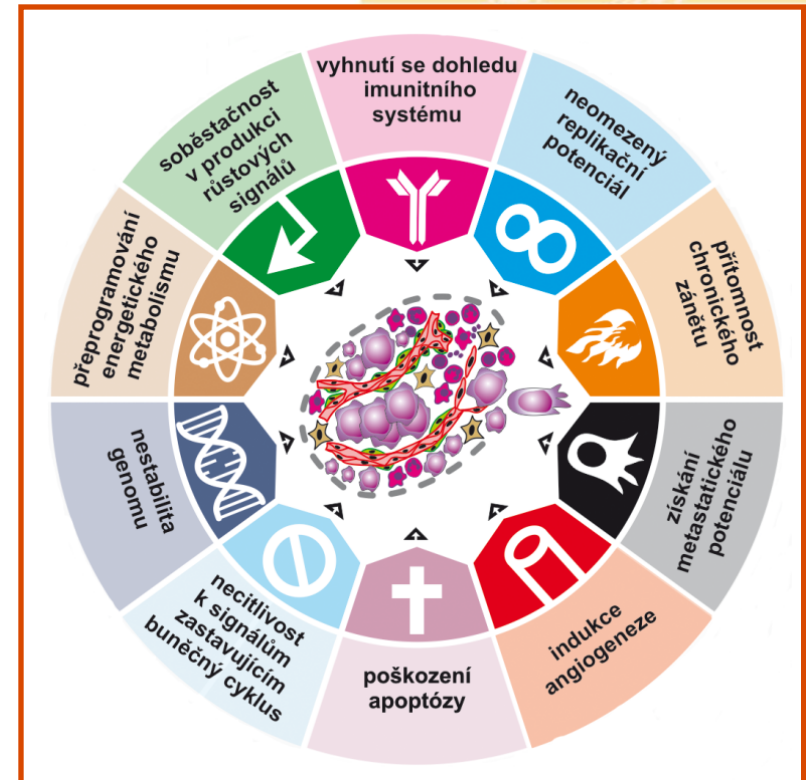 vyhnutí se dohledu
imunitního
systému
neomezený
replikační
potenciál
přítomnost
chronického
zánětu
získání
metastatického
potenciálu
indukce
angiogeneze
poškození
apoptózy
necitlivost
k signálům
zastavujícím
buněčný cyklus
nestabilita
genomu
přeprogramování
energetického
metabolismu
soběstačnost
v produkci
růstových
signálů